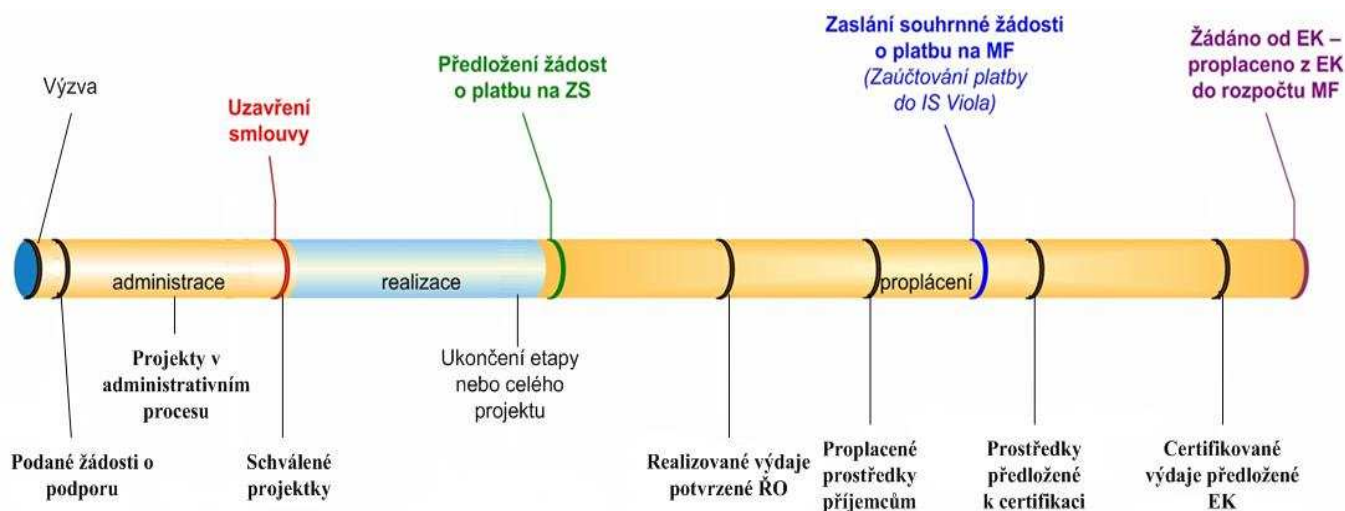 Výzva
Uzavření
smlouvy
Předložení žádost
o platbu na ZS
Zaslání souhrnné žádosti
o platbu na MF
(Zaúčtování platby
do IS Viola)
Žádáno od EK –
proplaceno z EK
do rozpočtu MF
administrace
realizace
proplácení
Projekty v
administrativním
procesu
Ukončení etapy
nebo celého
projektu
Podané žádosti o
podporu
Schválené
projektky
Realizované výdaje
potvrzené ŘO
Proplacené
prostředky
příjemcům
Prostředky
předložené
k certifikaci
Certifikované
výdaje předložené
EK